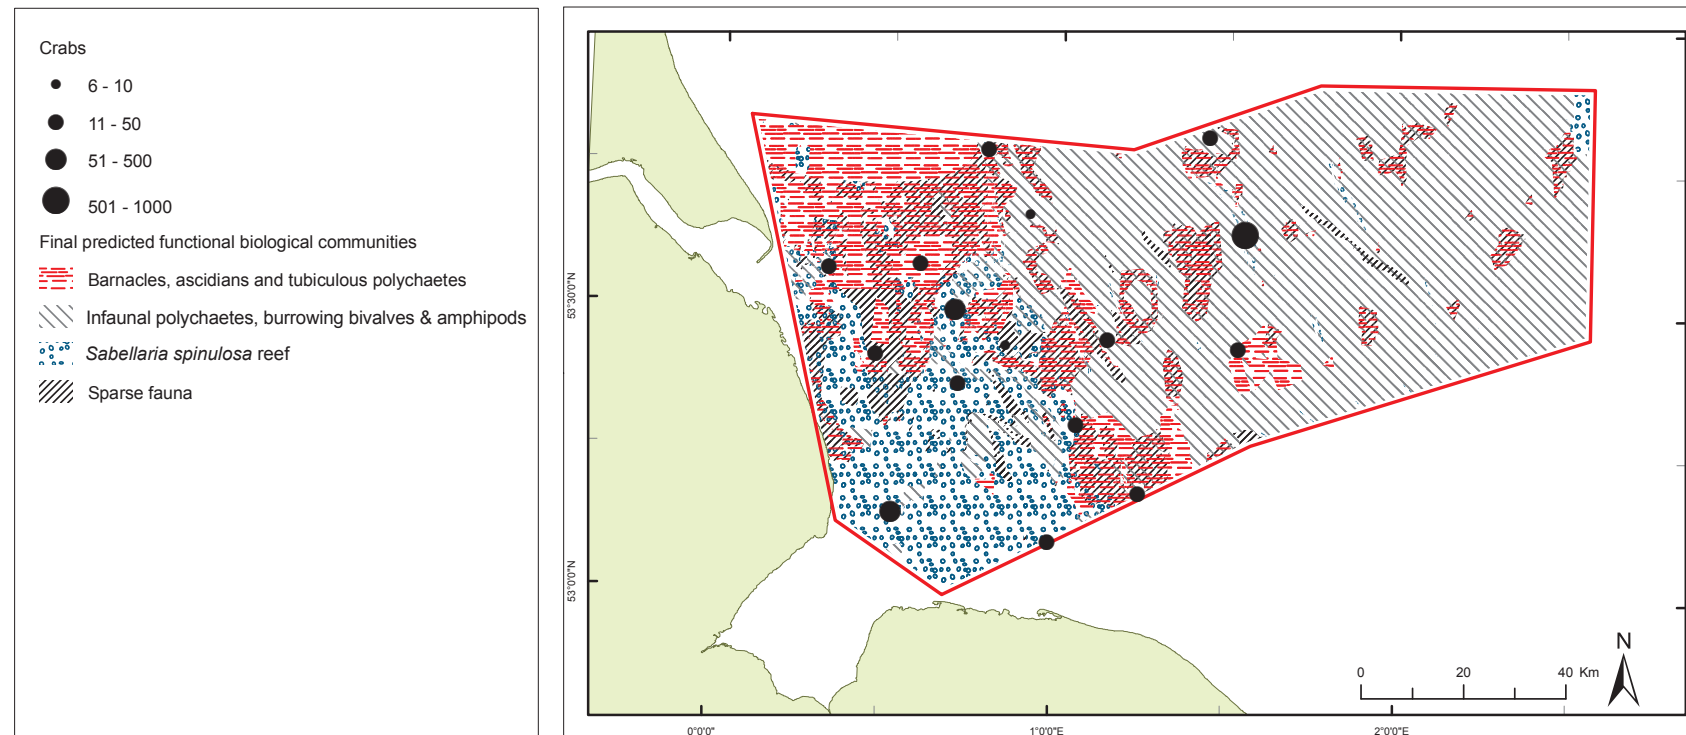 Crabs
6 - 10
11 - 50
51 - 500
501 - 1000
Final predicted functional biological communities
Barnacles, ascidians and tubiculous polychaetes
Infaunal polychaetes, burrowing bivalves & amphipods
Sabellaria spinulosa reef
Sparse fauna
53°30'0"N
53°0'0"N
N
0 20 40 Km
0°0'0" 1°0'0"E 2°0'0"E